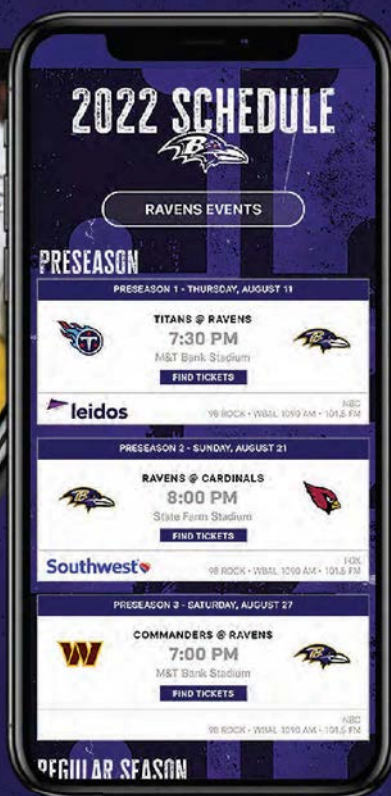 2022 SCHEDULE
RAVENS EVENTS
PRESEASON
PRESEASON 1 - THURSDAY, AUGUST 11
TITANS @ RAVENS
7:30 PM
M&T Bank Stadium
FIND TICKETS
leidos
NBC
98 ROCK • WBAL 1090 AM • 101.5 FM
PRESEASON 2 - SUNDAY, AUGUST 21
RAVENS @ CARDINALS
8:00 PM
State Farm Stadium
FIND TICKETS
Southwest
FOX
98 ROCK • WBAL 1090 AM • 101.5 FM
PRESEASON 3 - SATURDAY, AUGUST 27
COMMANDERS @ RAVENS
7:00 PM
M&T Bank Stadium
FIND TICKETS
NBC
98 ROCK • WBAL 1090 AM • 101.5 FM
REGULAR SEASON